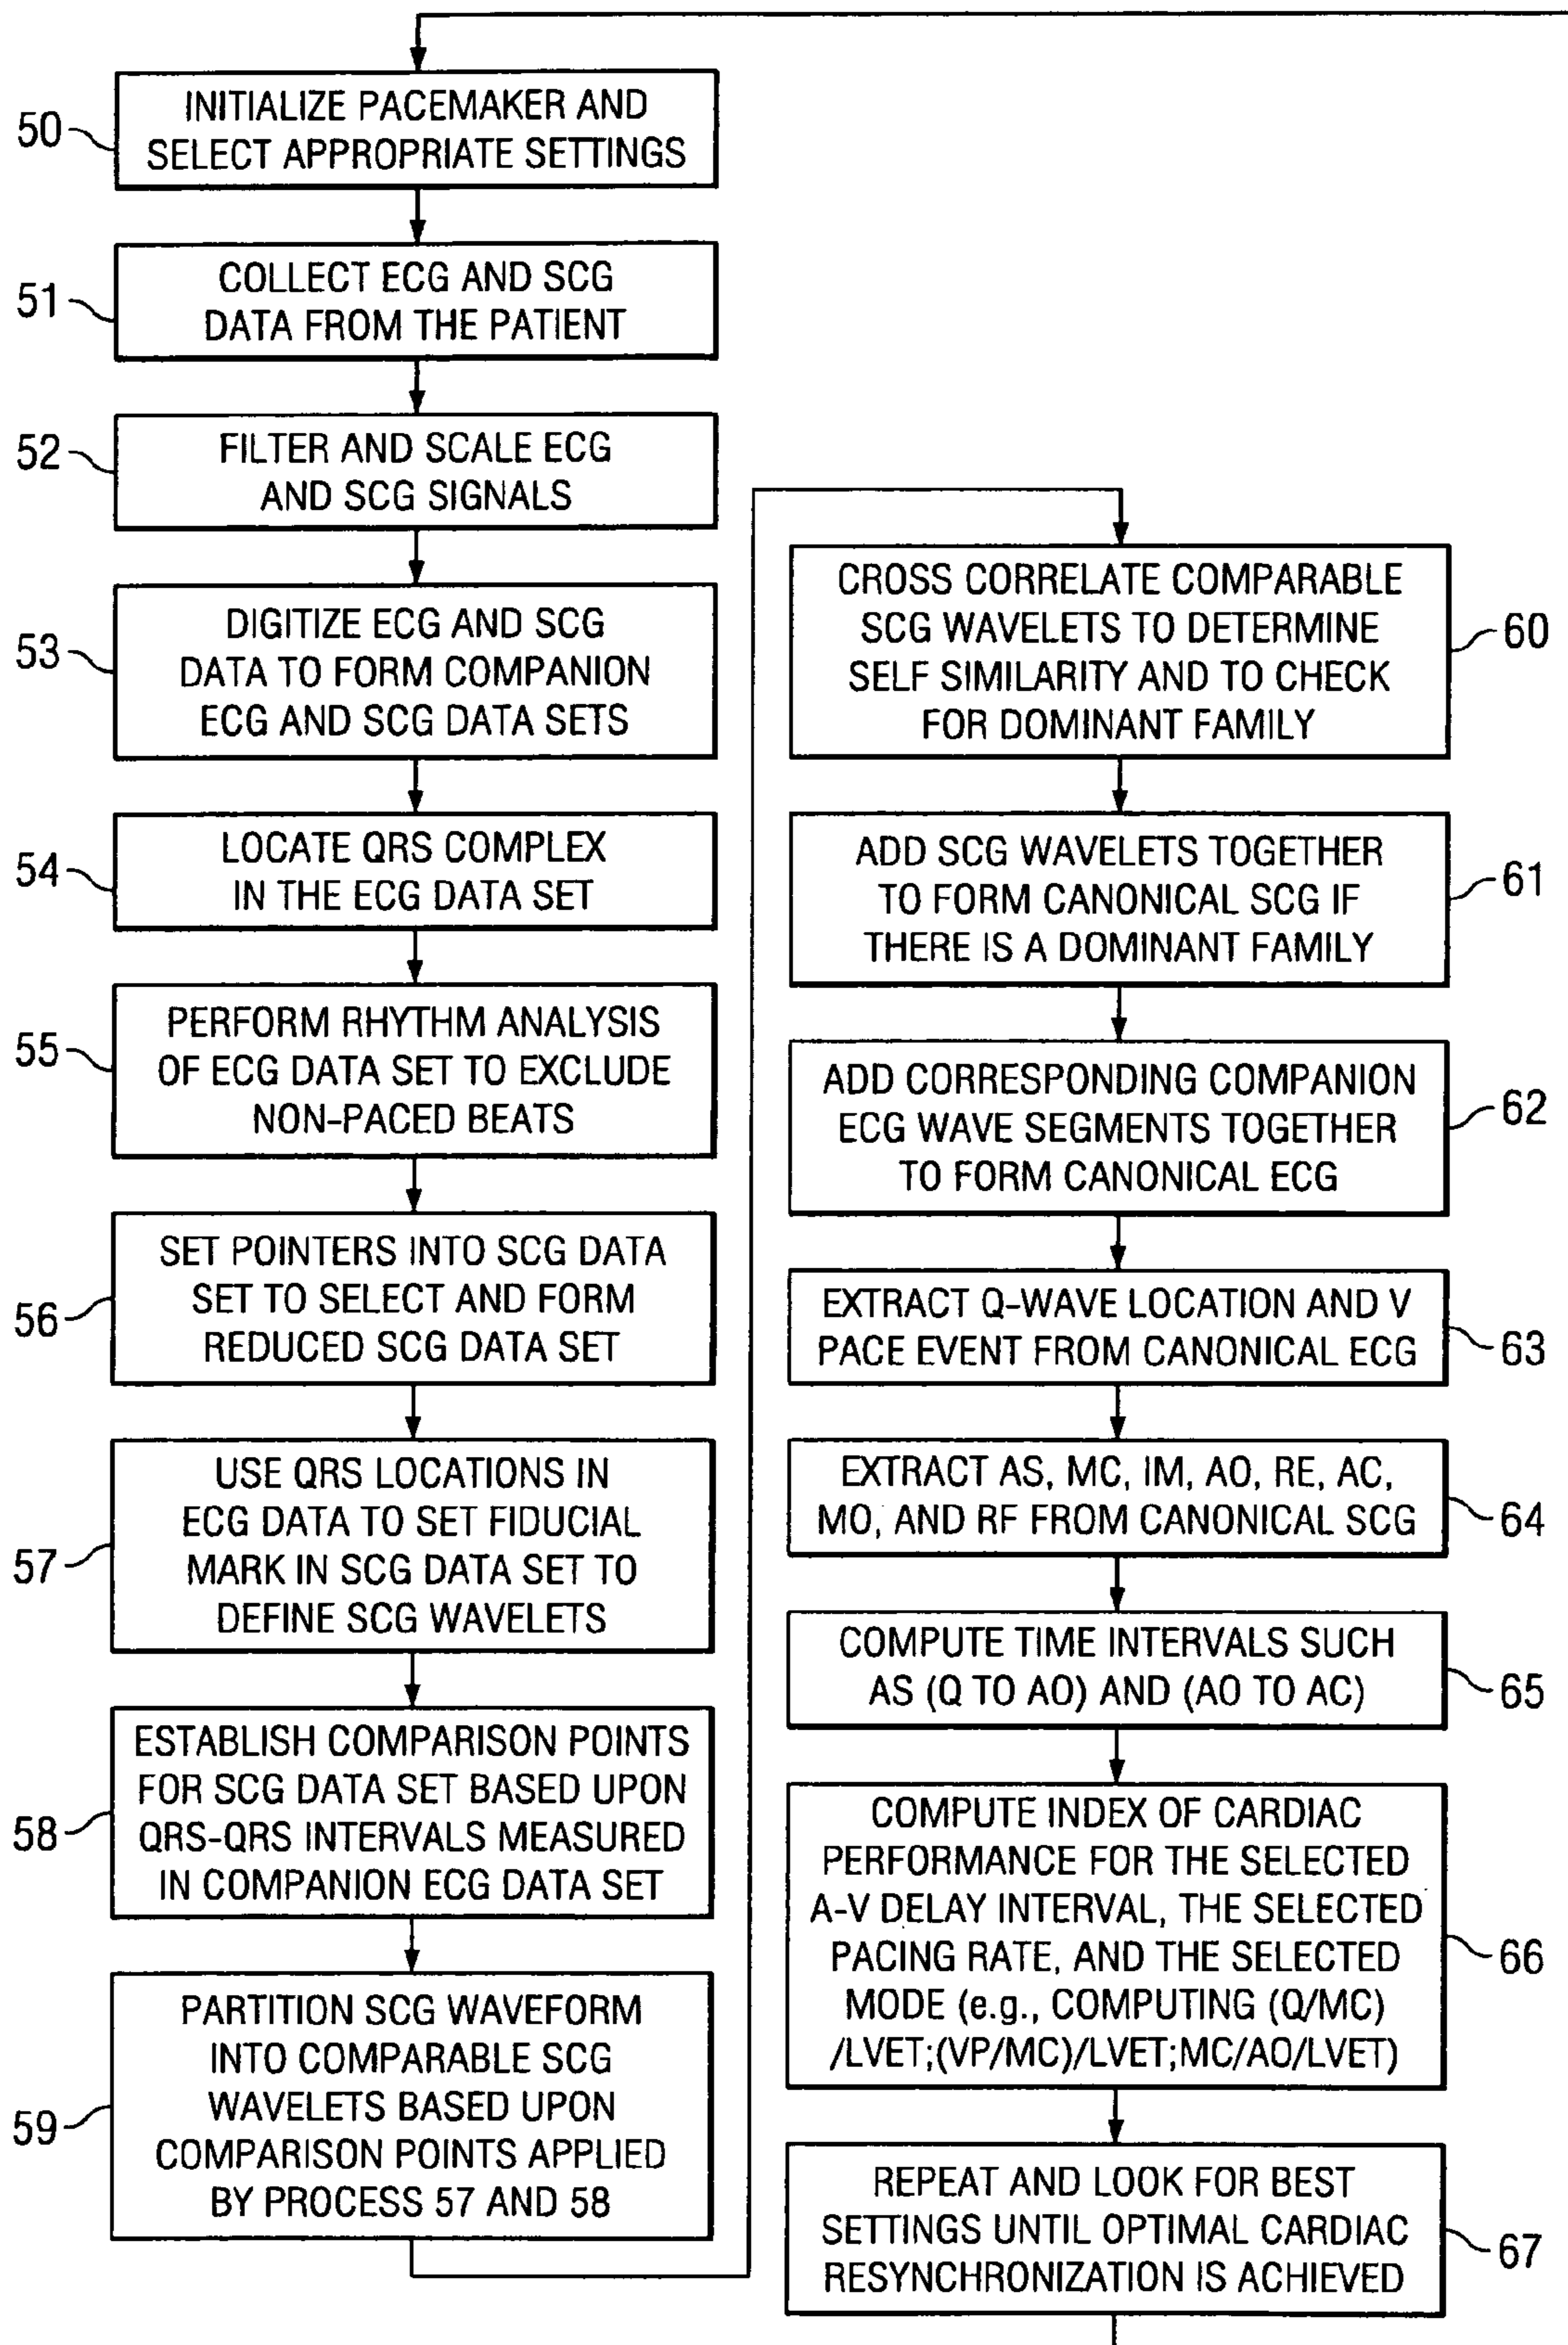 50
INITIALIZE PACEMAKER AND
SELECT APPROPRIATE SETTINGS
51
COLLECT ECG AND SCG
DATA FROM THE PATIENT
52
FILTER AND SCALE ECG
AND SCG SIGNALS
53
DIGITIZE ECG AND SCG
DATA TO FORM COMPANION
ECG AND SCG DATA SETS
54
LOCATE QRS COMPLEX
IN THE ECG DATA SET
55
PERFORM RHYTHM ANALYSIS
OF ECG DATA SET TO EXCLUDE
NON-PACED BEATS
56
SET POINTERS INTO SCG DATA
SET TO SELECT AND FORM
REDUCED SCG DATA SET
57
USE QRS LOCATIONS IN
ECG DATA TO SET FIDUCIAL
MARK IN SCG DATA SET TO
DEFINE SCG WAVELETS
58
ESTABLISH COMPARISON POINTS
FOR SCG DATA SET BASED UPON
QRS-QRS INTERVALS MEASURED
IN COMPANION ECG DATA SET
59
PARTITION SCG WAVEFORM
INTO COMPARABLE SCG
WAVELETS BASED UPON
COMPARISON POINTS APPLIED
BY PROCESS 57 AND 58
CROSS CORRELATE COMPARABLE
SCG WAVELETS TO DETERMINE
SELF SIMILARITY AND TO CHECK
FOR DOMINANT FAMILY
60
ADD SCG WAVELETS TOGETHER
TO FORM CANONICAL SCG IF
THERE IS A DOMINANT FAMILY
61
ADD CORRESPONDING COMPANION
ECG WAVE SEGMENTS TOGETHER
TO FORM CANONICAL ECG
62
EXTRACT Q-WAVE LOCATION AND V
PACE EVENT FROM CANONICAL ECG
63
EXTRACT AS, MC, IM, AO, RE, AC,
MO, AND RF FROM CANONICAL SCG
64
COMPUTE TIME INTERVALS SUCH
AS (Q TO AO) AND (AO TO AC)
65
COMPUTE INDEX OF CARDIAC
PERFORMANCE FOR THE SELECTED
A-V DELAY INTERVAL, THE SELECTED
PACING RATE, AND THE SELECTED
MODE (e.g., COMPUTING (Q/MC)
/LVET;(VP/MC)/LVET;MC/AO/LVET)
66
REPEAT AND LOOK FOR BEST
SETTINGS UNTIL OPTIMAL CARDIAC
RESYNCHRONIZATION IS ACHIEVED
67